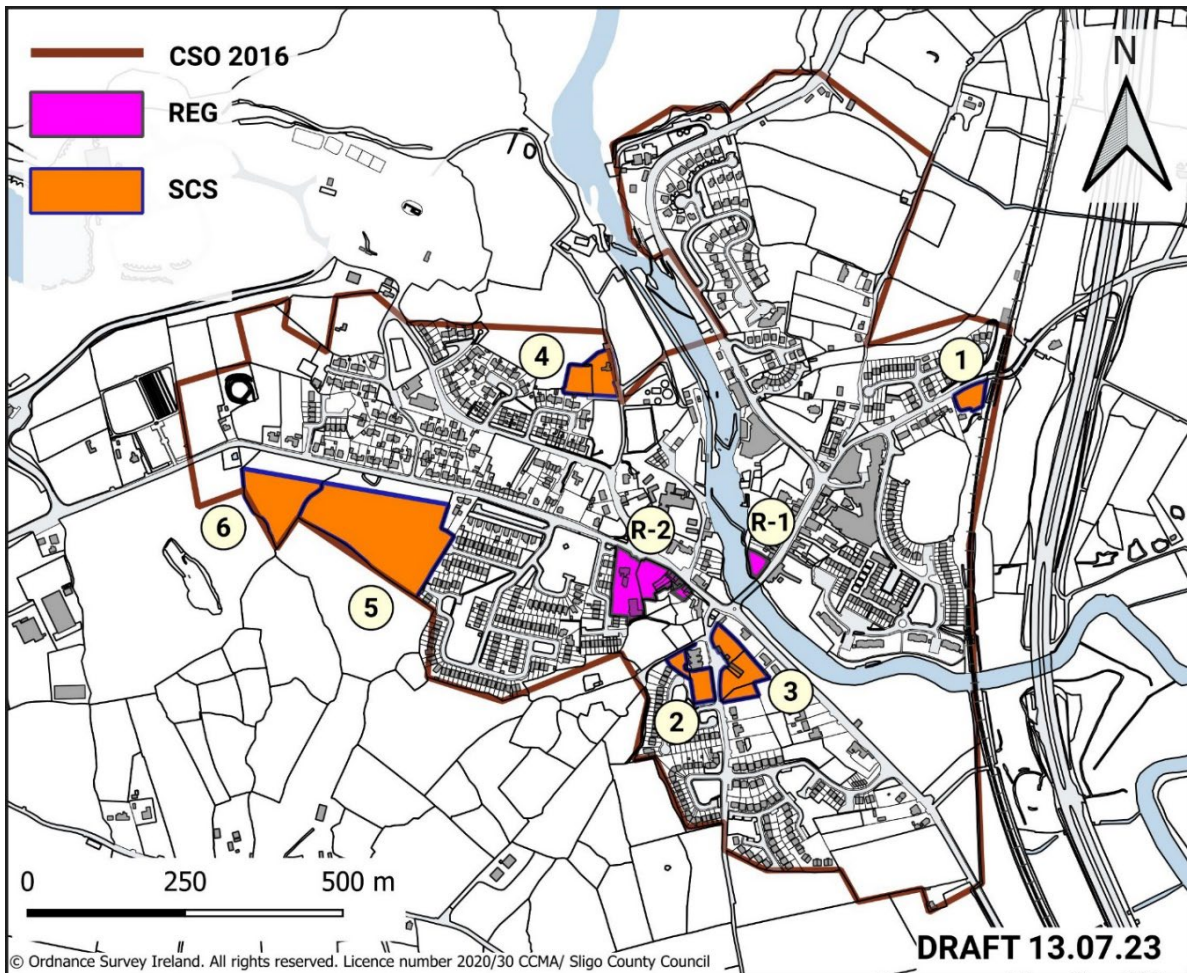 CSO 2016
REG
SCS
N
4
1
6
5
R-2
R-1
2
3
0 250 500 m
DRAFT 13.07.23
© Ordnance Survey Ireland. All rights reserved. Licence number 2020/30 CCMA/ Sligo County Council